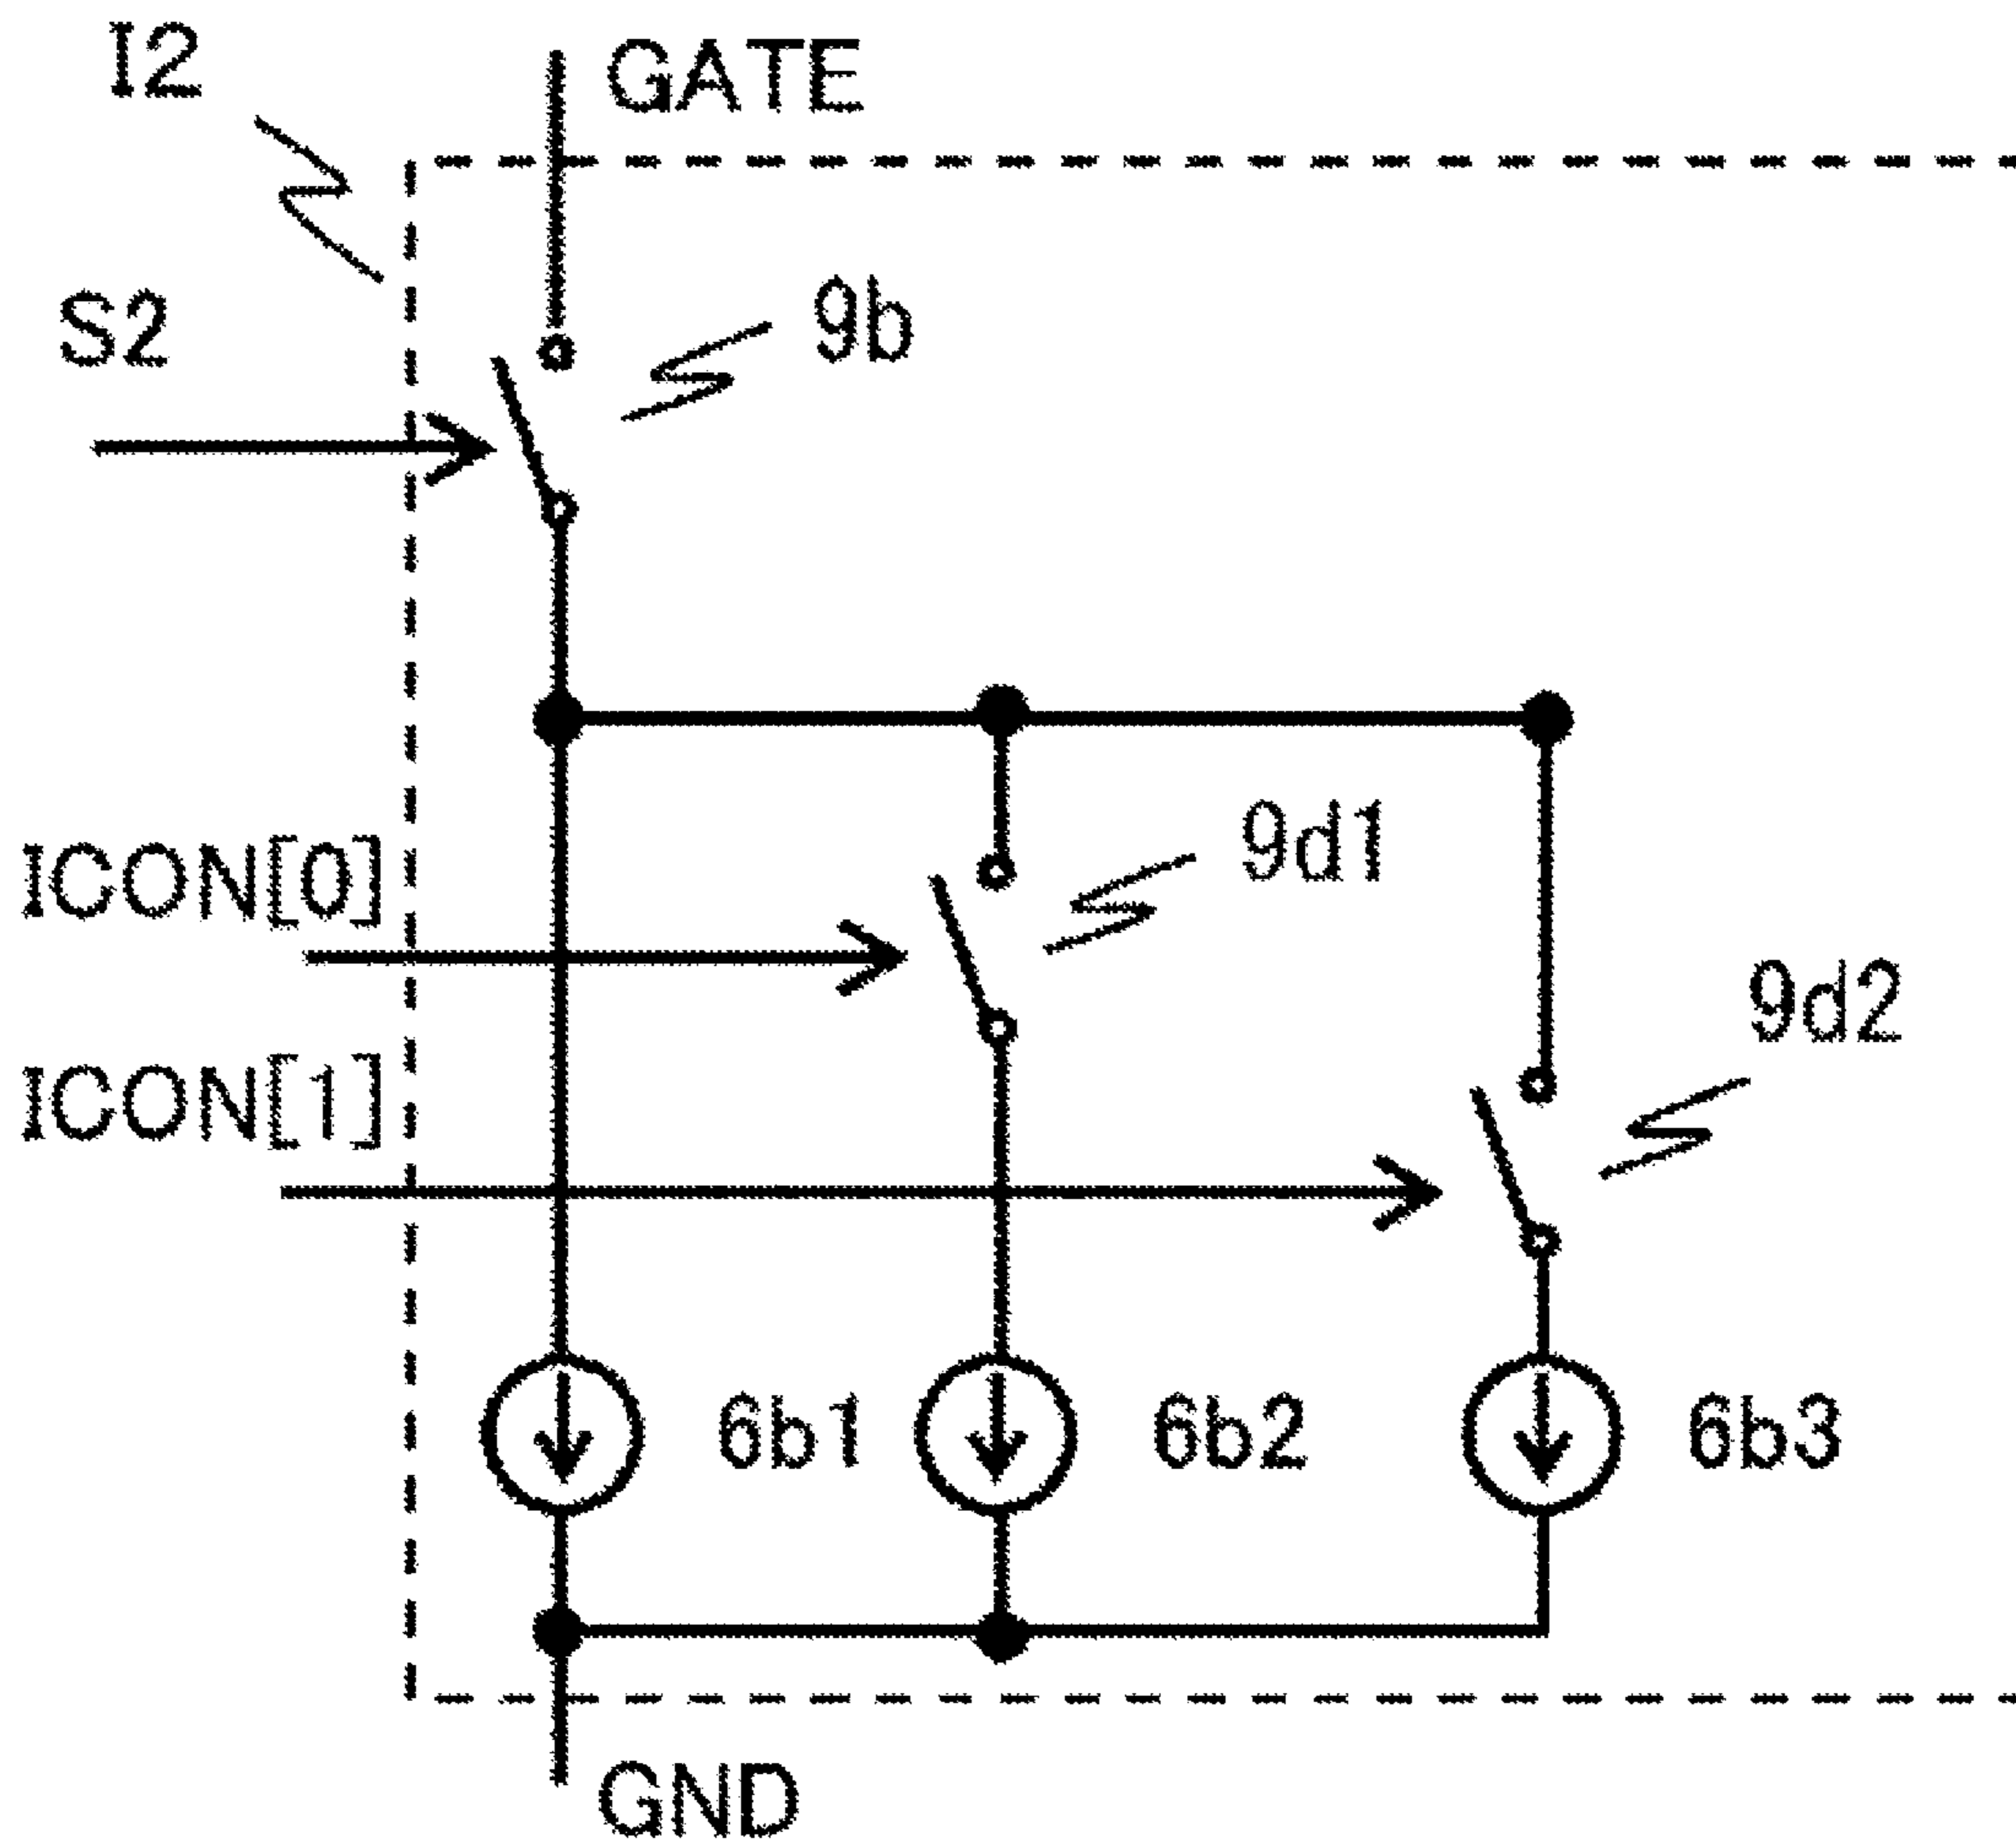 I2
GATE
S2
9b
ICON[0]
9d1
ICON[1]
9d2
6b1
6b2
6b3
GND